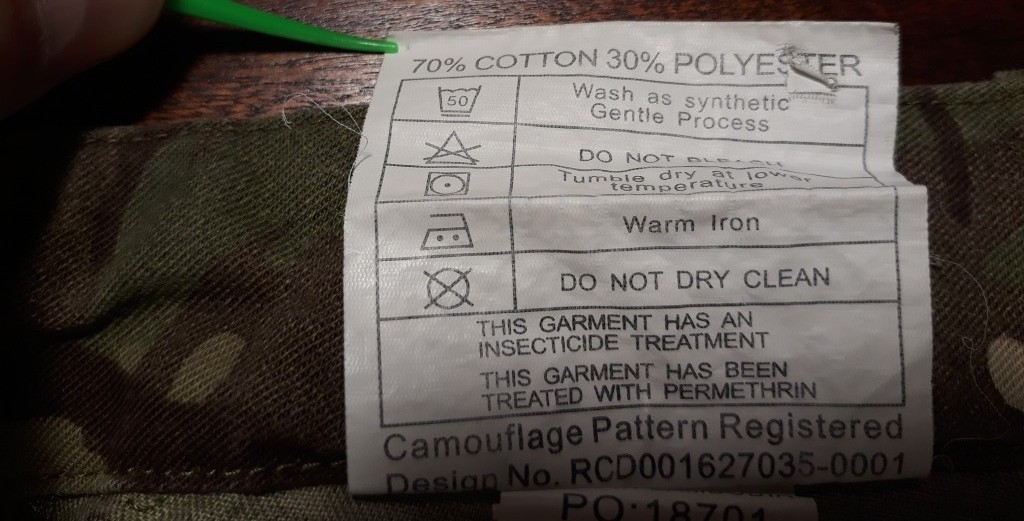 70% COTTON 30% POLYESTER
50
Wash as synthetic
Gentle Process
DO NOT BLEACH
Tumble dry at lower
temperature
Warm Iron
DO NOT DRY CLEAN
THIS GARMENT HAS AN
INSECTICIDE TREATMENT
THIS GARMENT HAS BEEN
TREATED WITH PERMETHRIN
Camouflage Pattern Registered
Design No. RCD001627035-0001
PO:18701